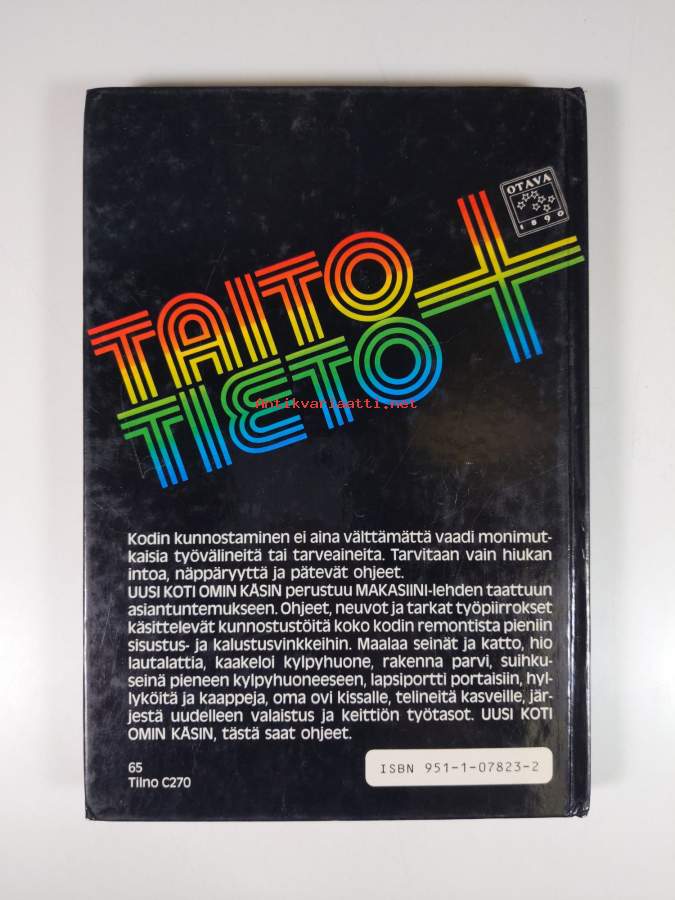 OTAVA
1890
TAITO
TIETO
+
Antikvariaatti.net
Kodin kunnostaminen ei aina välttämättä vaadi monimut-
kaisia työvälineitä tai tarveaineita. Tarvitaan vain hiukan
intoa, näppäryyttä ja pätevät ohjeet.
UUSI KOTI OMIN KÄSIN perustuu MAKASIINI-lehden taattuun
asiantuntemukseen. Ohjeet, neuvot ja tarkat työpiirrokset
käsittelevät kunnostustöitä koko kodin remontista pieniin
sisustus- ja kalustusvinkkeihin. Maalaa seinät ja katto, hio
lautalattia, kaakeloi kylpyhuone, rakenna parvi, suihku-
seinä pieneen kylpyhuoneeseen, lapsiportti portaisiin, hyl-
lyköitä ja kaappeja, oma ovi kissalle, telineitä kasveille, jär-
jestä uudelleen valaistus ja keittiön työtasot. UUSI KOTI
OMIN KÄSIN, tästä saat ohjeet.
65
Tilno C270
ISBN 951-1-07823-2